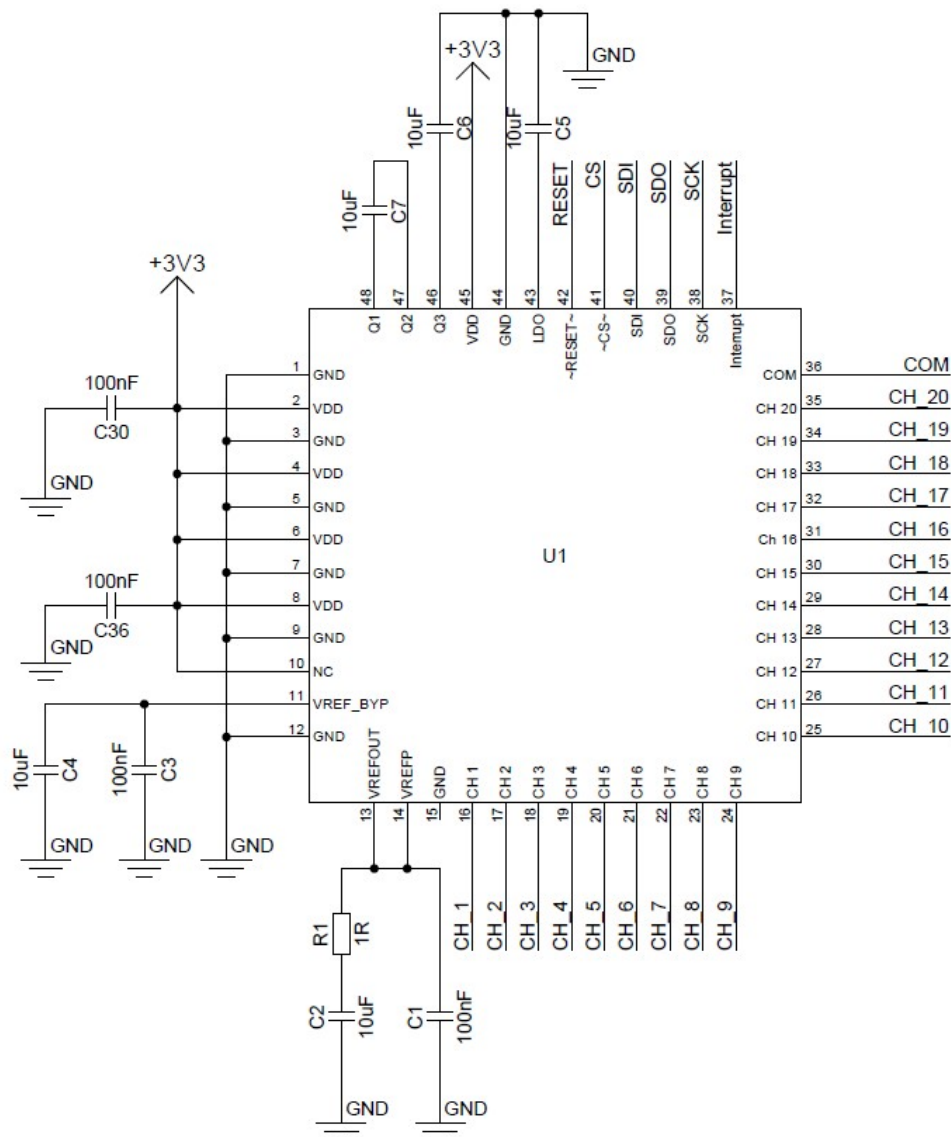 GND
+3V3
10uF
C6
10uF
C5
10uF
C7
RESET
CS
SDI
SDO
SCK
Interrupt
+3V3
48
47
46
45
44
43
42
41
40
39
38
37
Q1
Q2
Q3
VDD
GND
LDO
~RESET~
~CS~
SDI
SDO
SCK
Interrupt
1 GND
2 VDD
3 GND
4 VDD
5 GND
6 VDD
7 GND
8 VDD
9 GND
10 NC
11 VREF_BYP
12 GND
100nF
C30
GND
100nF
C36
GND
U1
COM 36 COM
CH 20 35 CH_20
CH 19 34 CH_19
CH 18 33 CH_18
CH 17 32 CH_17
Ch 16 31 CH_16
CH 15 30 CH_15
CH 14 29 CH_14
CH 13 28 CH_13
CH 12 27 CH_12
CH 11 26 CH_11
CH 10 25 CH_10
10uF
C4
100nF
C3
GND
GND
GND
VREFOUT
VREFP
GND
CH 1
CH 2
CH 3
CH 4
CH 5
CH 6
CH 7
CH 8
CH 9
13
14
15
16
17
18
19
20
21
22
23
24
CH_1
CH_2
CH_3
CH_4
CH_5
CH_6
CH_7
CH_8
CH_9
R1
1R
C2
10uF
C1
100nF
GND
GND